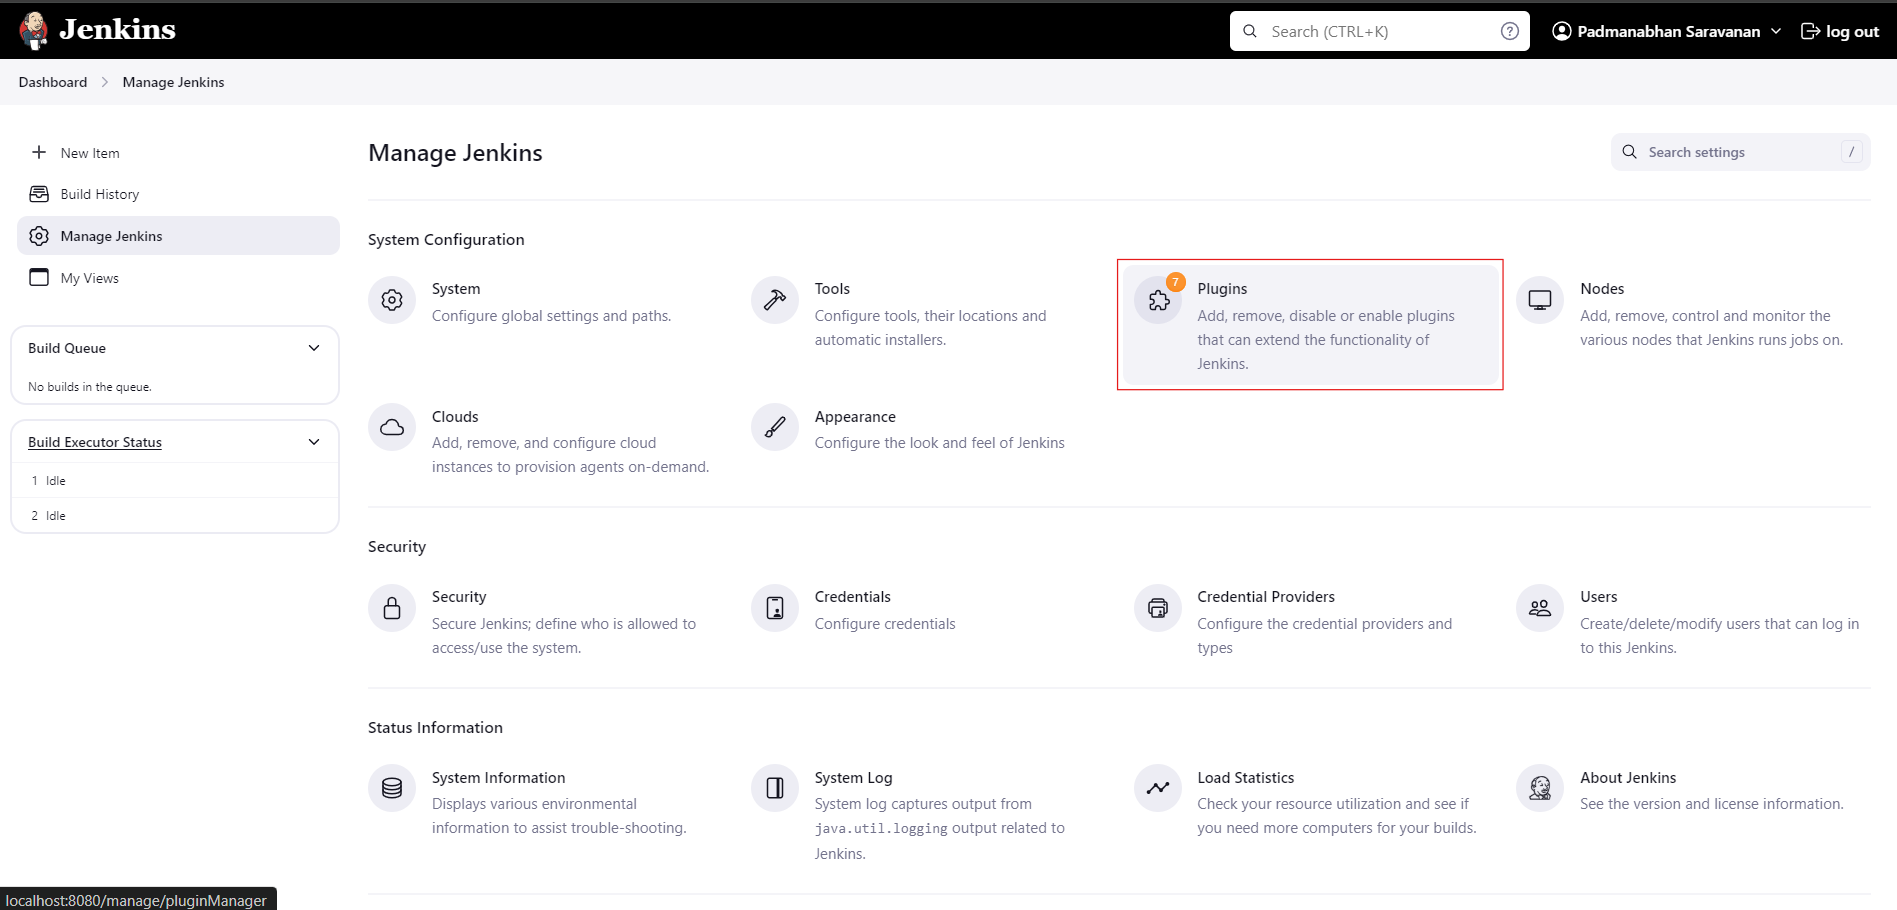 Jenkins
Search (CTRL+K)
?
Padmanabhan Saravanan
log out
Dashboard
Manage Jenkins
New Item
Build History
Manage Jenkins
My Views
Build Queue
No builds in the queue.
Build Executor Status
1 Idle
2 Idle
Manage Jenkins
Search settings
/
System Configuration
System
Configure global settings and paths.
Tools
Configure tools, their locations and
automatic installers.
7
Plugins
Add, remove, disable or enable plugins
that can extend the functionality of
Jenkins.
Nodes
Add, remove, control and monitor the
various nodes that Jenkins runs jobs on.
Clouds
Add, remove, and configure cloud
instances to provision agents on-demand.
Appearance
Configure the look and feel of Jenkins
Security
Security
Secure Jenkins; define who is allowed to
access/use the system.
Credentials
Configure credentials
Credential Providers
Configure the credential providers and
types
Users
Create/delete/modify users that can log in
to this Jenkins.
Status Information
System Information
Displays various environmental
information to assist trouble-shooting.
System Log
System log captures output from
java.util.logging output related to
Jenkins.
Load Statistics
Check your resource utilization and see if
you need more computers for your builds.
About Jenkins
See the version and license information.
localhost:8080/manage/pluginManager